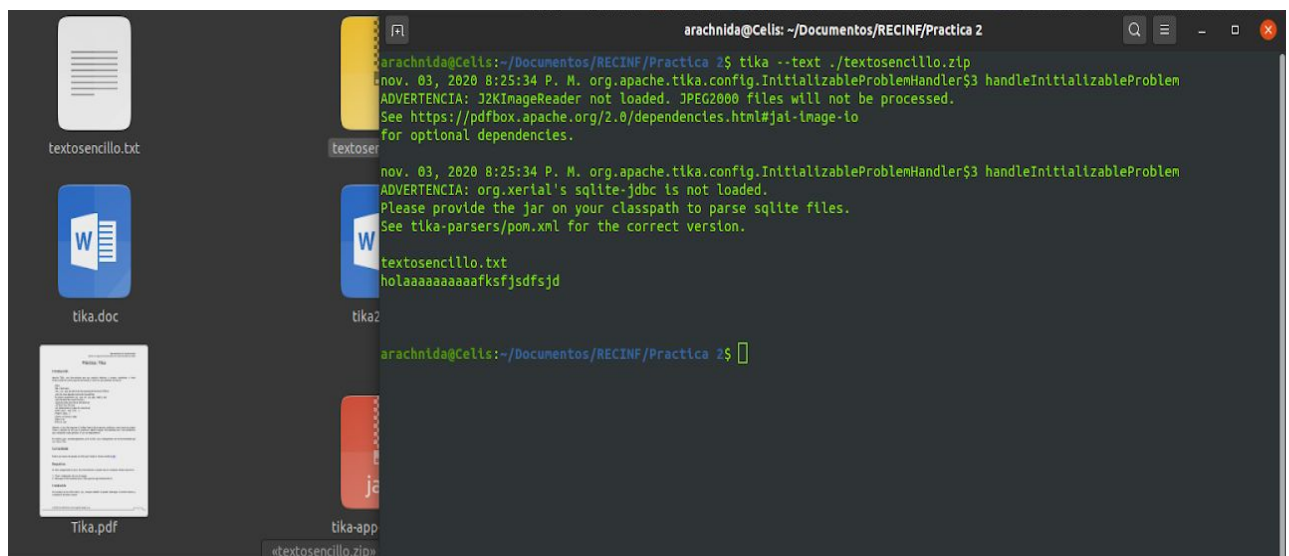 arachnida@Celis: ~/Documentos/RECINF/Practica 2
arachnida@Celis:~/Documentos/RECINF/Practica 2$ tika --text ./textosencillo.zip
nov. 03, 2020 8:25:34 P. M. org.apache.tika.config.InitializableProblemHandler$3 handleInitializableProblem
ADVERTENCIA: J2KImageReader not loaded. JPEG2000 files will not be processed.
See https://pdfbox.apache.org/2.0/dependencies.html#jai-image-io
for optional dependencies.
nov. 03, 2020 8:25:34 P. M. org.apache.tika.config.InitializableProblemHandler$3 handleInitializableProblem
ADVERTENCIA: org.xerial's sqlite-jdbc is not loaded.
Please provide the jar on your classpath to parse sqlite files.
See tika-parsers/pom.xml for the correct version.
textosencillo.txt
holaaaaaaaaaafksfjsdfsjd
arachnida@Celis:~/Documentos/RECINF/Practica 2$
textosencillo.txt
textosen
W
W
tika.doc
tika2
ja
Tika.pdf
tika-app
«textosencillo.zip»